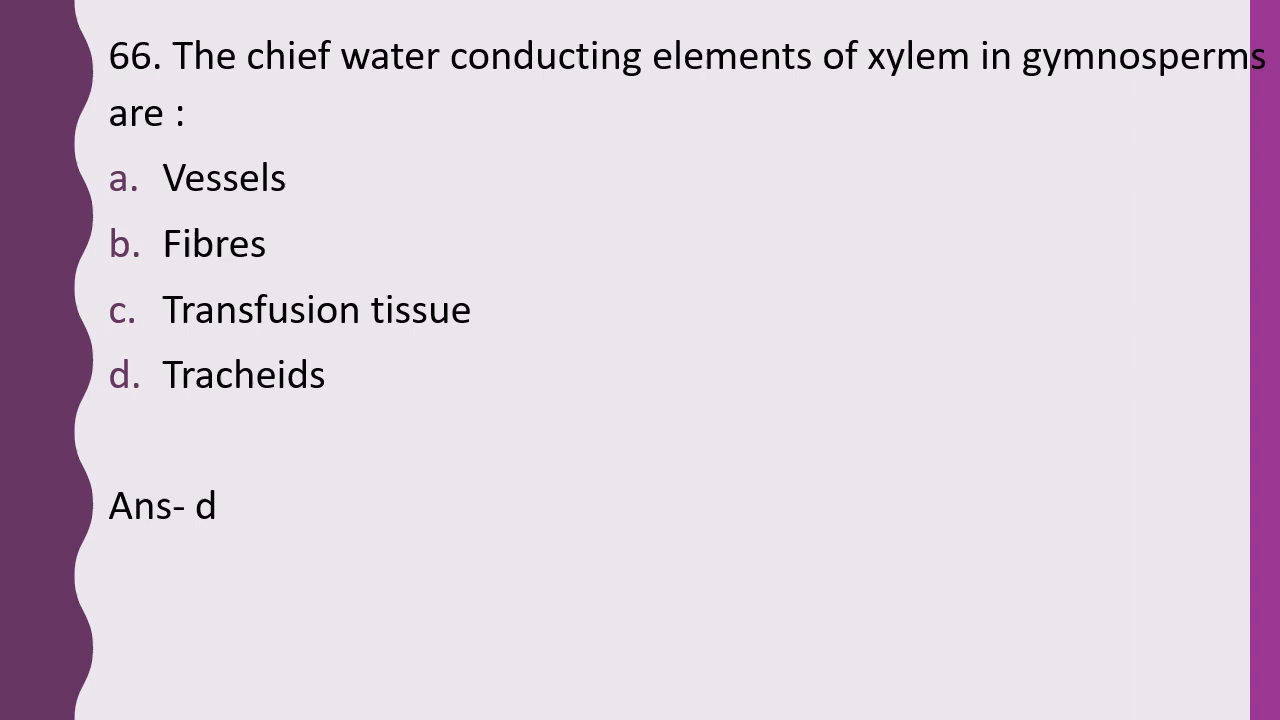 66. The chief water conducting elements of xylem in gymnosperms
are :
a. Vessels
b. Fibres
c. Transfusion tissue
d. Tracheids
Ans- d